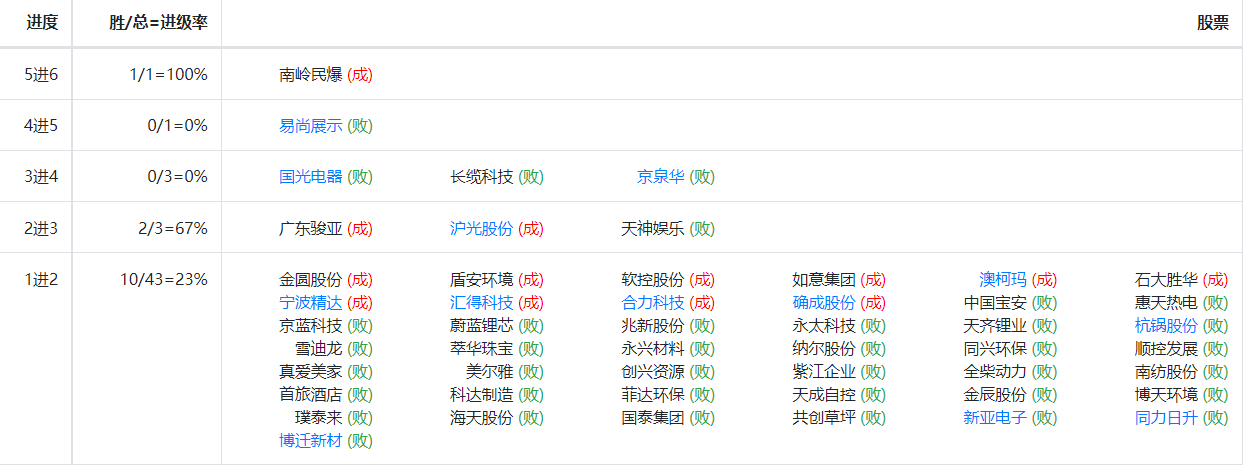 进度 胜/总=进级率 股票
5进6 1/1=100% 南岭民爆 (成)
4进5 0/1=0% 易尚展示 (败)
3进4 0/3=0% 国光电器 (败) 长缆科技 (败) 京泉华 (败)
2进3 2/3=67% 广东骏亚 (成) 沪光股份 (成) 天神娱乐 (败)
1进2 10/43=23% 金圆股份 (成) 盾安环境 (成) 软控股份 (成) 如意集团 (成) 澳柯玛 (成) 石大胜华 (成)
宁波精达 (成) 汇得科技 (成) 合力科技 (成) 确成股份 (成) 中国宝安 (败) 惠天热电 (败)
京蓝科技 (败) 蔚蓝锂芯 (败) 兆新股份 (败) 永太科技 (败) 天齐锂业 (败) 杭锅股份 (败)
雪迪龙 (败) 萃华珠宝 (败) 永兴材料 (败) 纳尔股份 (败) 同兴环保 (败) 顺控发展 (败)
真爱美家 (败) 美尔雅 (败) 创兴资源 (败) 紫江企业 (败) 全柴动力 (败) 南纺股份 (败)
首旅酒店 (败) 科达制造 (败) 菲达环保 (败) 天成自控 (败) 金辰股份 (败) 博天环境 (败)
璞泰来 (败) 海天股份 (败) 国泰集团 (败) 共创草坪 (败) 新亚电子 (败) 同力日升 (败)
博迁新材 (败)